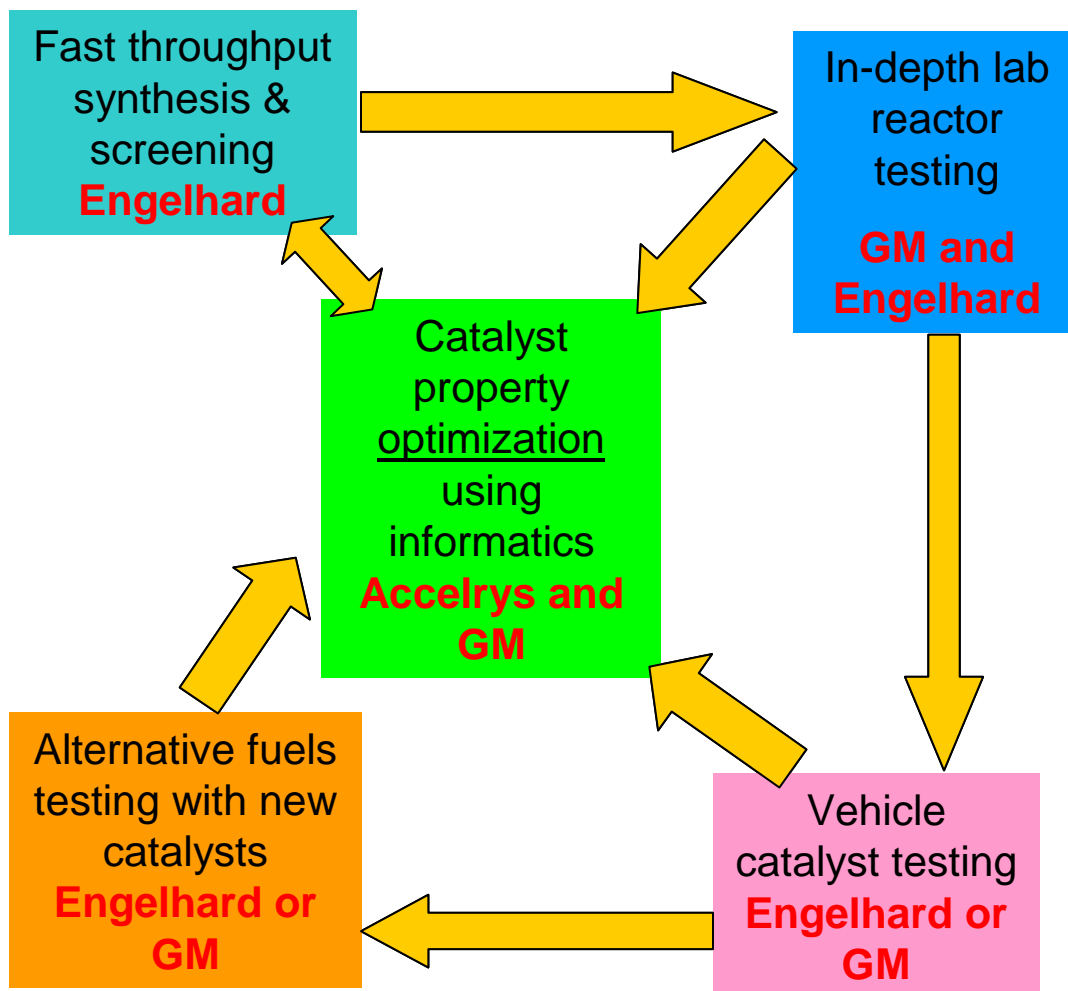 Fast throughput
synthesis &
screening
Engelhard
In-depth lab
reactor
testing
GM and
Engelhard
Catalyst
property
optimization
using
informatics
Accelrys and
GM
Alternative fuels
testing with new
catalysts
Engelhard or
GM
Vehicle
catalyst testing
Engelhard or
GM